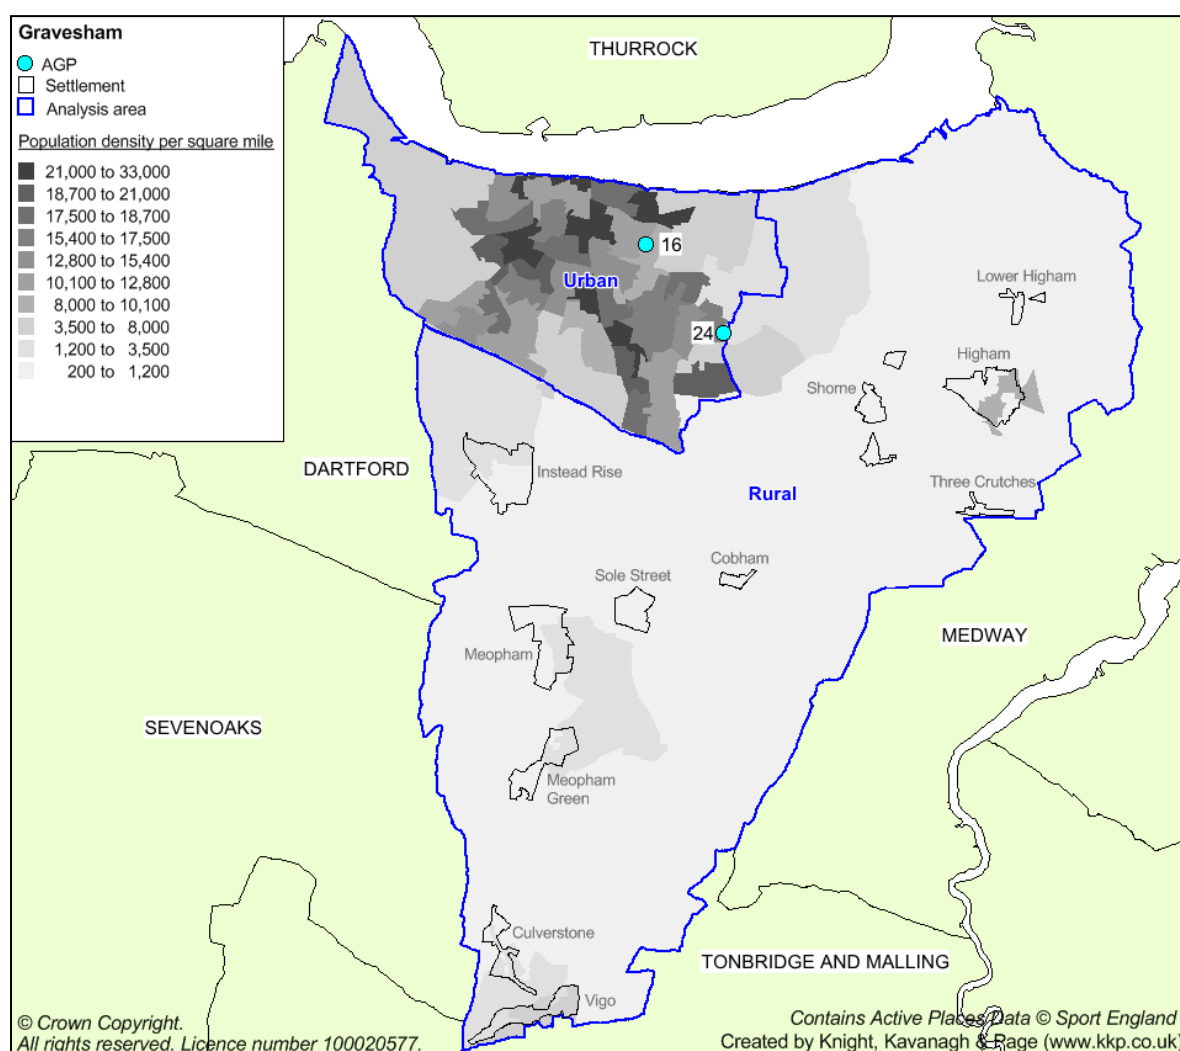 Gravesham
AGP
Settlement
Analysis area
Population density per square mile
21,000 to 33,000
18,700 to 21,000
17,500 to 18,700
15,400 to 17,500
12,800 to 15,400
10,100 to 12,800
8,000 to 10,100
3,500 to 8,000
1,200 to 3,500
200 to 1,200
THURROCK
16
Urban
Lower Higham
24
Higham
Shorne
DARTFORD
Instead Rise
Three Crutches
Rural
Cobham
Sole Street
MEDWAY
Meopham
SEVENOAKS
Meopham
Green
Culverstone
TONBRIDGE AND MALLING
Vigo
© Crown Copyright.
All rights reserved. Licence number 100020577.
Contains Active Places Data © Sport England
Created by Knight, Kavanagh & Page (www.kkp.co.uk)